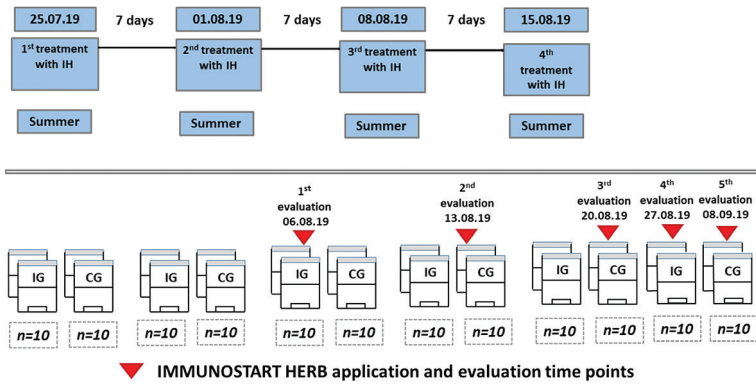 25.07.19 7 days 01.08.19 7 days 08.08.19 7 days 15.08.19
1st treatment with IH
2nd treatment with IH
3rd treatment with IH
4th treatment with IH
Summer Summer Summer Summer
1st evaluation 06.08.19
2nd evaluation 13.08.19
3rd evaluation 20.08.19
4th evaluation 27.08.19
5th evaluation 08.09.19
IG CG IG CG IG CG IG CG IG CG IG CG
n=10 n=10 n=10 n=10 n=10 n=10 n=10 n=10 n=10 n=10 n=10 n=10
IMMUNOSTART HERB application and evaluation time points